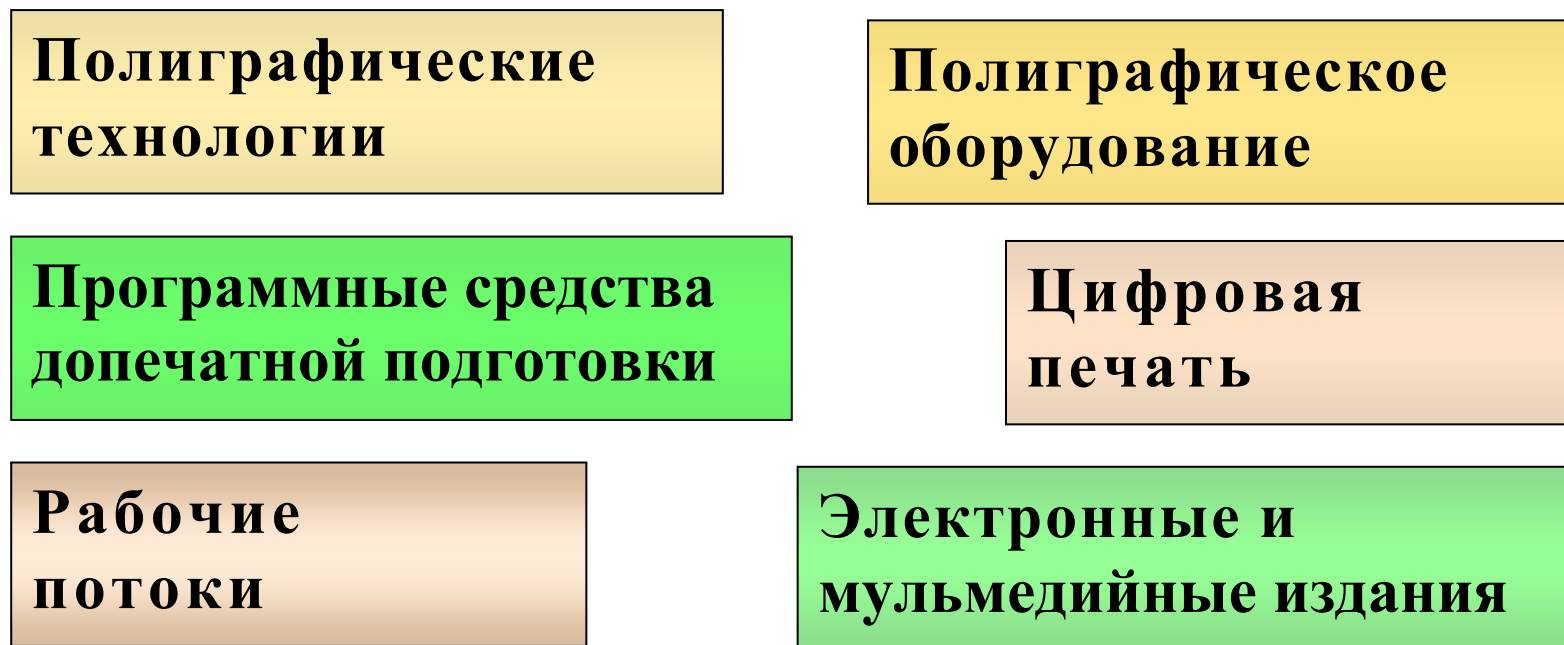 Полиграфические
технологии
Полиграфическое
оборудование
Программные средства
допечатной подготовки
Цифровая
печать
Рабочие
потоки
Электронные и
мульмедийные издания